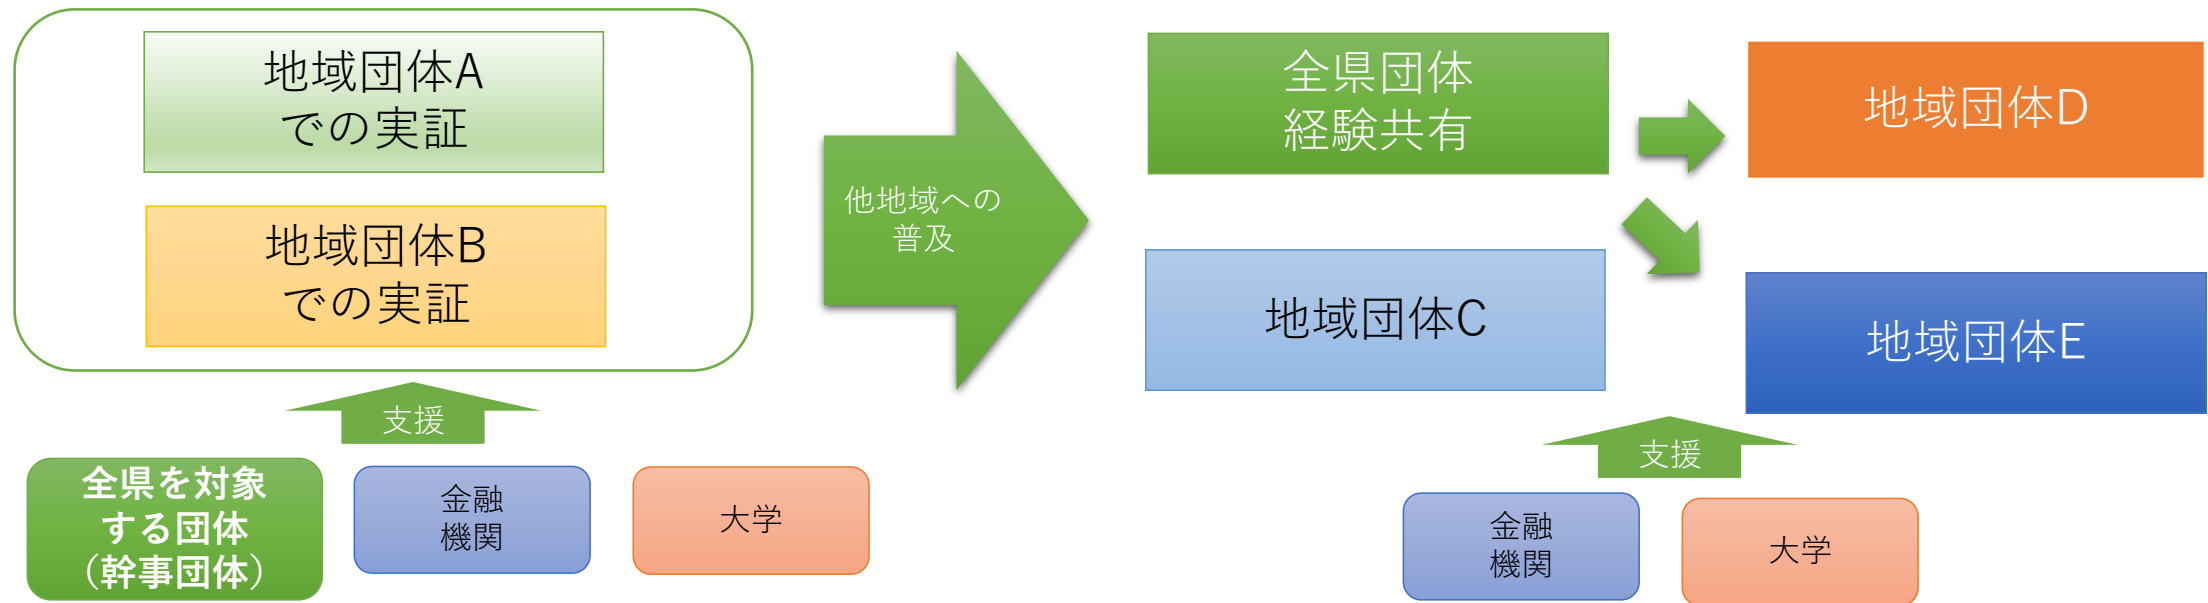 地域団体A
での実証
地域団体B
での実証
支援
全県を対象
する団体
（幹事団体）
金融
機関
大学
他地域への
普及
全県団体
経験共有
地域団体D
地域団体C
地域団体E
支援
金融
機関
大学